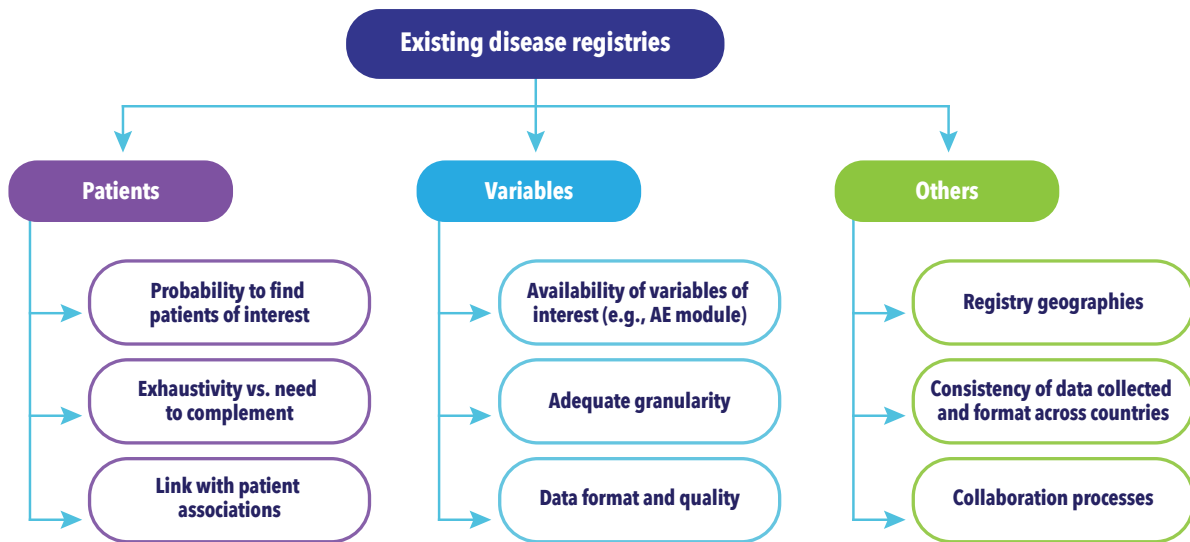 Existing disease registries
Patients
Probability to find
patients of interest
Exhaustivity vs. need
to complement
Link with patient
associations
Variables
Availability of variables of
interest (e.g., AE module)
Adequate granularity
Data format and quality
Others
Registry geographies
Consistency of data collected
and format across countries
Collaboration processes